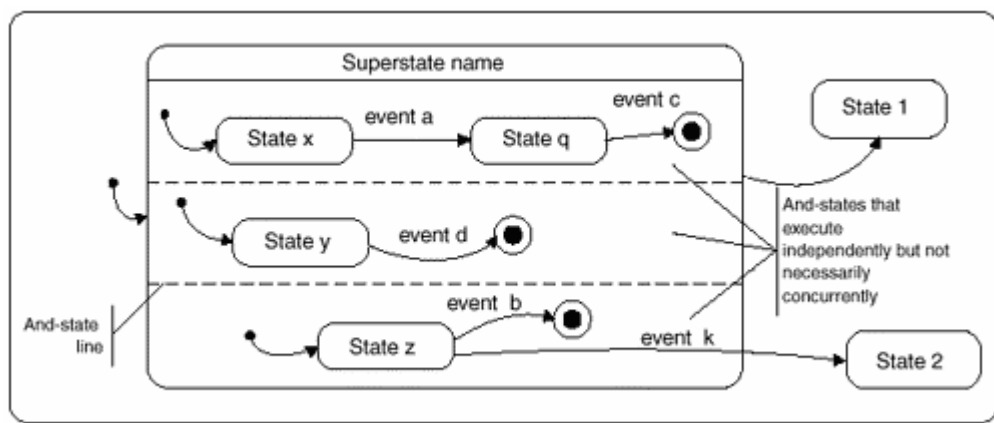 Superstate name
event c
State 1
event a
State x
State q
And-states that
execute
independently but not
necessarily
concurrently
State y
event d
And-state
line
event b
State z
event k
State 2